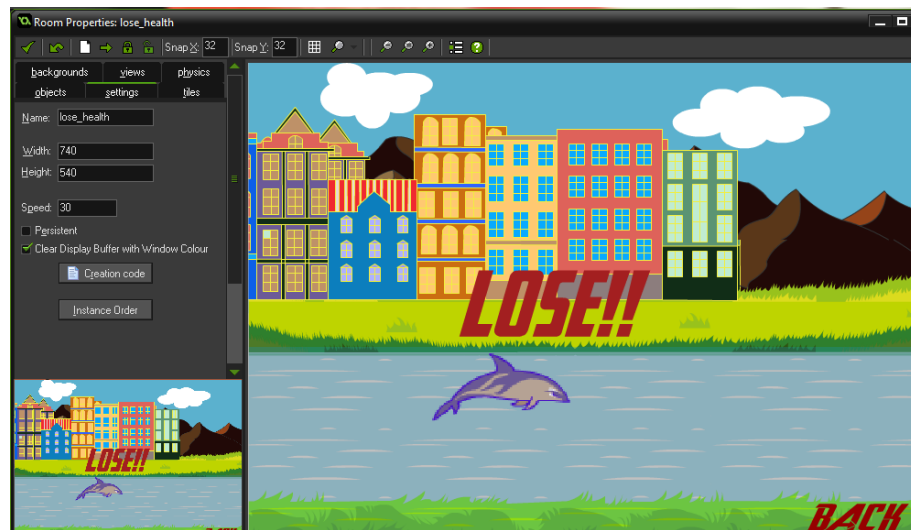 Room Properties: lose_health
Snap X: 32 Snap Y: 32
backgrounds views physics
objects settings tiles
Name: lose_health
Width: 740
Height: 540
Speed: 30
Persistent
Clear Display Buffer with Window Colour
Creation code
Instance Order
LOSE!!
BACK
LOSE!!